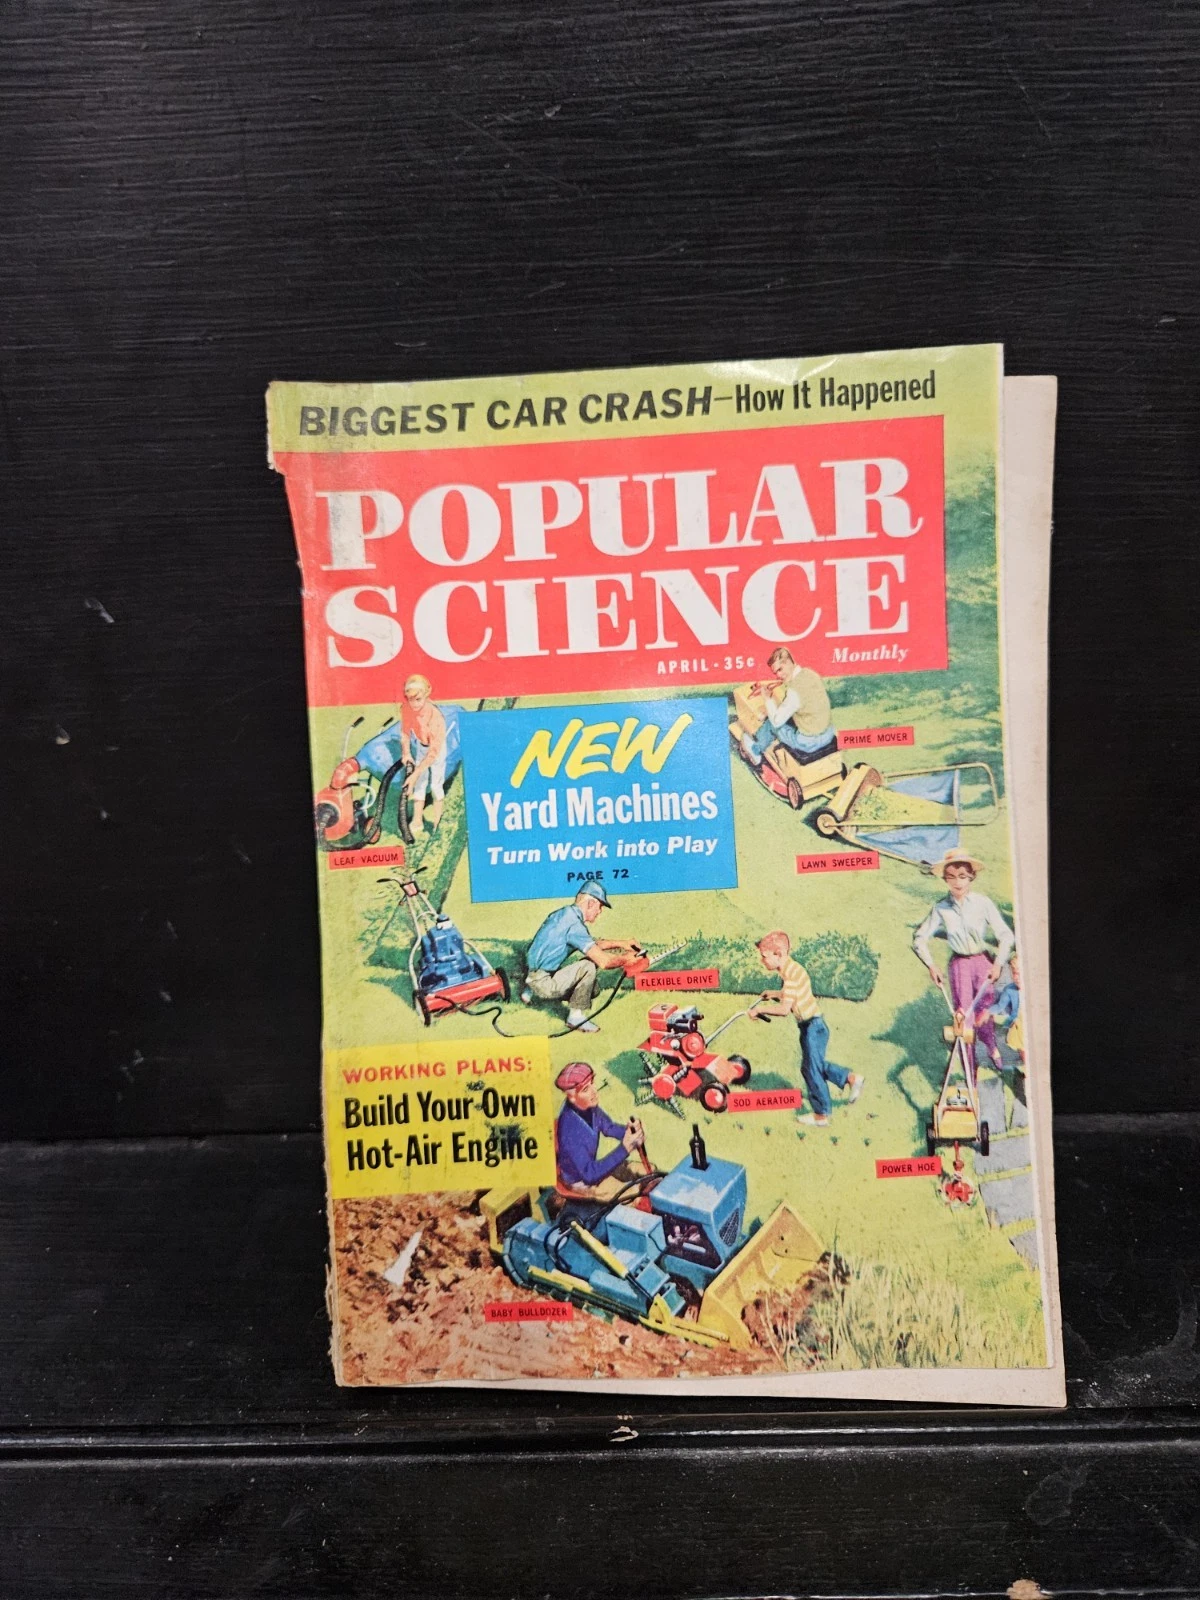 BIGGEST CAR CRASH—How It Happened
POPULAR
SCIENCE
APRIL • 35¢
Monthly
NEW
Yard Machines
Turn Work into Play
PAGE 72
PRIME MOVER
LEAF VACUUM
LAWN SWEEPER
FLEXIBLE DRIVE
SOD AERATOR
POWER HOE
WORKING PLANS:
Build Your Own
Hot-Air Engine
BABY BULLDOZER